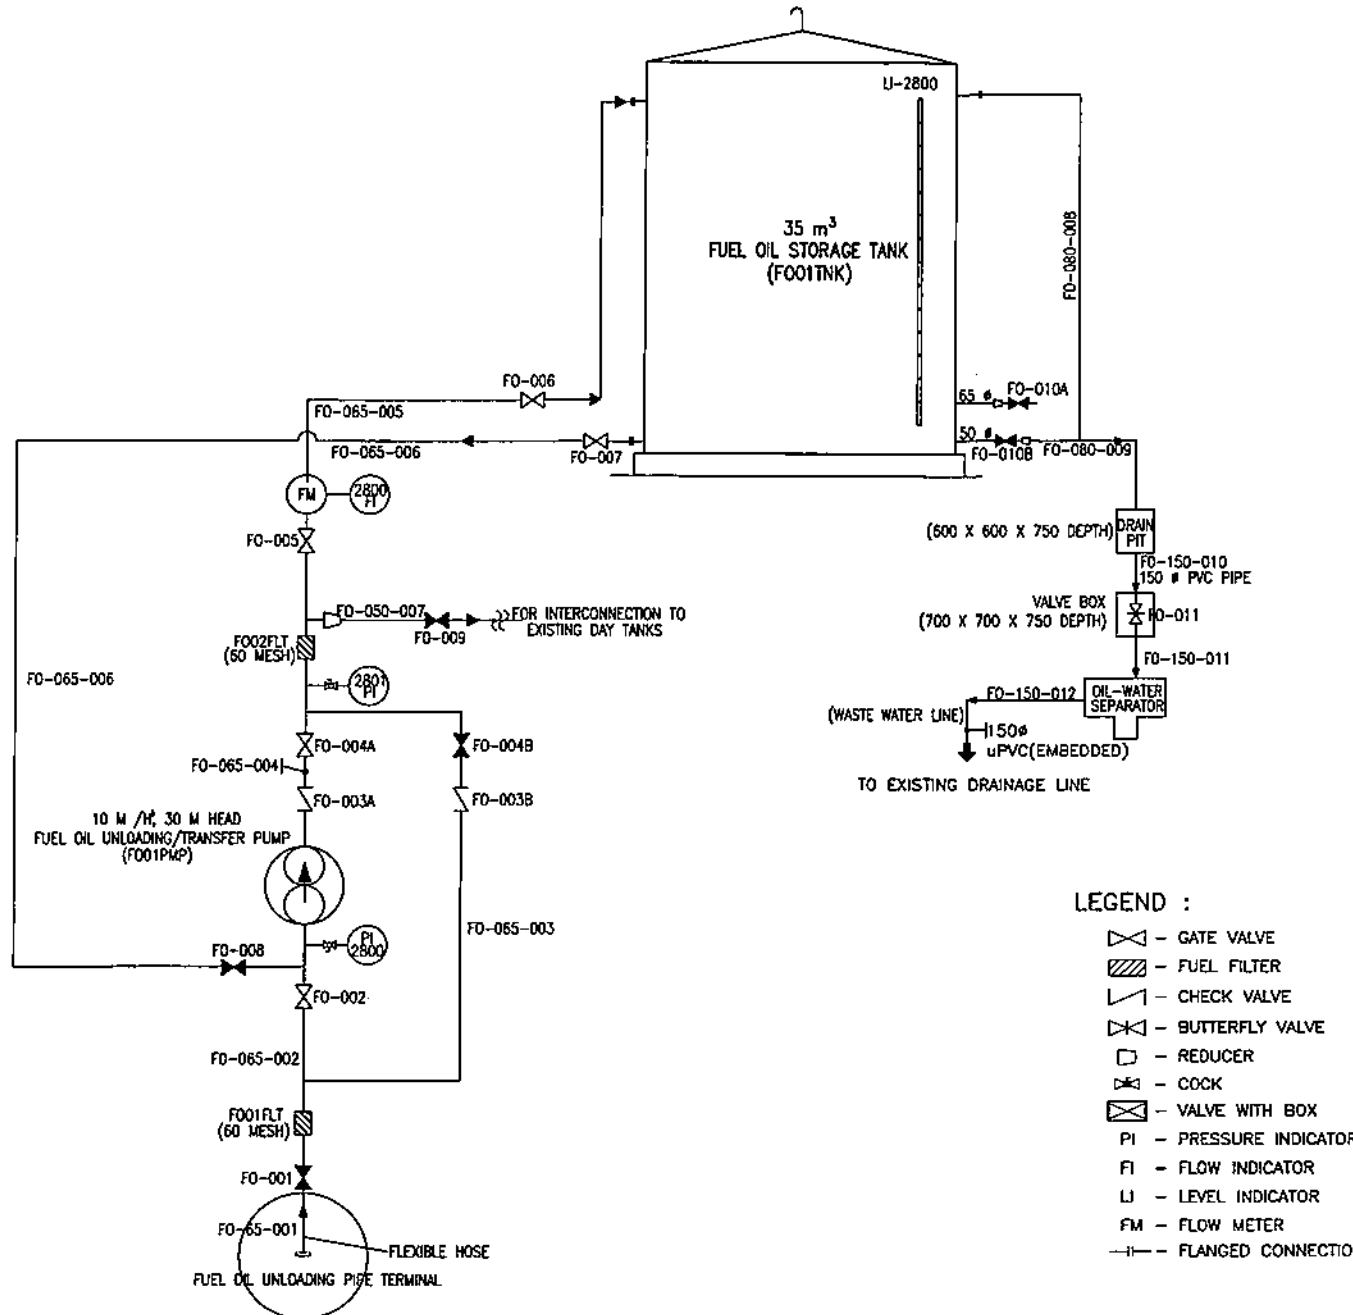 LI-2800
35 m³
FUEL OIL STORAGE TANK
(FO01TNK)
FO-080-008
FO-006
FO-065-005
FO-065-006
FO-007
65 ø
FO-010A
50 ø
FO-010B
FO-080-009
FM
2800
FI
FO-005
(600 X 600 X 750 DEPTH)
DRAIN
PIT
FO-150-010
150 ø PVC PIPE
VALVE BOX
(700 X 700 X 750 DEPTH)
FO-011
FO-150-011
FO-050-007
FO-009
FOR INTERCONNECTION TO
EXISTING DAY TANKS
F002FLT
(60 MESH)
FO-065-006
2801
PI
FO-150-012
OIL-WATER
SEPARATOR
(WASTE WATER LINE)
150ø
uPVC(EMBEDDED)
TO EXISTING DRAINAGE LINE
FO-004A
FO-004B
FO-065-004
FO-003A
FO-003B
10 M /H, 30 M HEAD
FUEL OIL UNLOADING/TRANSFER PUMP
(F001PMP)
FO-065-003
PI
2800
FO-008
FO-002
FO-065-002
F001FLT
(60 MESH)
FO-001
FO-65-001
FLEXIBLE HOSE
FUEL OIL UNLOADING PIPE TERMINAL
LEGEND :
- GATE VALVE
- FUEL FILTER
- CHECK VALVE
- BUTTERFLY VALVE
- REDUCER
- COCK
- VALVE WITH BOX
PI - PRESSURE INDICATOR
FI - FLOW INDICATOR
LI - LEVEL INDICATOR
FM - FLOW METER
- FLANGED CONNECTIO